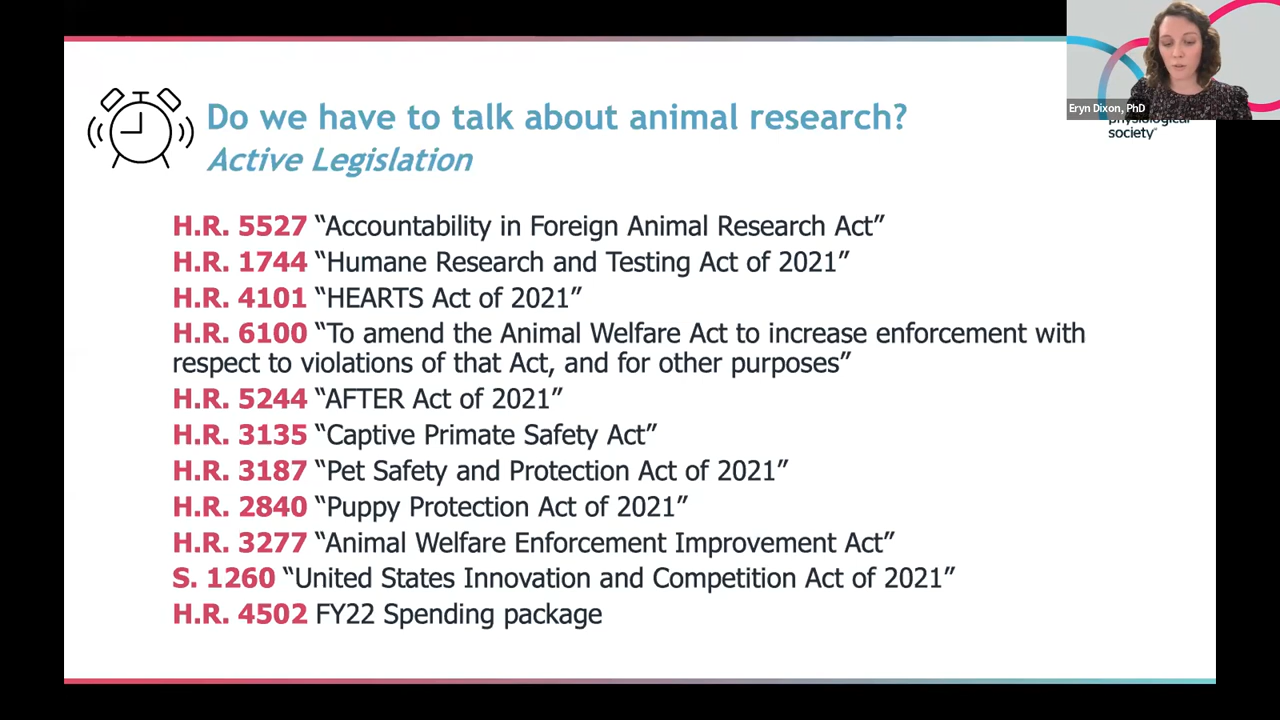 Do we have to talk about animal research?
Active Legislation
Eryn Dixon, PhD
physiological
society
H.R. 5527 “Accountability in Foreign Animal Research Act”
H.R. 1744 “Humane Research and Testing Act of 2021”
H.R. 4101 “HEARTS Act of 2021”
H.R. 6100 “To amend the Animal Welfare Act to increase enforcement with
respect to violations of that Act, and for other purposes”
H.R. 5244 “AFTER Act of 2021”
H.R. 3135 “Captive Primate Safety Act”
H.R. 3187 “Pet Safety and Protection Act of 2021”
H.R. 2840 “Puppy Protection Act of 2021”
H.R. 3277 “Animal Welfare Enforcement Improvement Act”
S. 1260 “United States Innovation and Competition Act of 2021”
H.R. 4502 FY22 Spending package